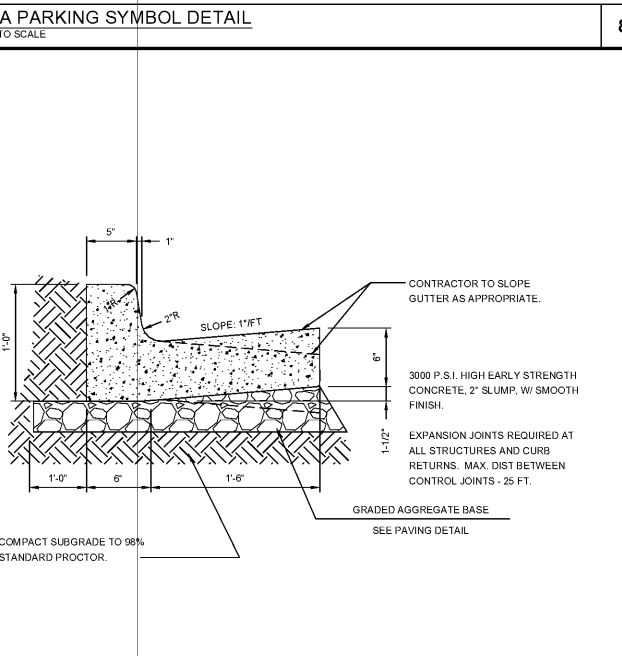 A PARKING SYMBOL DETAIL
TO SCALE
8
5"
1"
1"R
2"R
SLOPE: 1"/FT
CONTRACTOR TO SLOPE
GUTTER AS APPROPRIATE.
1'-0"
6"
3000 P.S.I. HIGH EARLY STRENGTH
CONCRETE, 2" SLUMP, W/ SMOOTH
FINISH.
1-1/2"
EXPANSION JOINTS REQUIRED AT
ALL STRUCTURES AND CURB
RETURNS. MAX. DIST BETWEEN
CONTROL JOINTS - 25 FT.
1'-0"
6"
1'-6"
GRADED AGGREGATE BASE
SEE PAVING DETAIL
COMPACT SUBGRADE TO 98%
STANDARD PROCTOR.